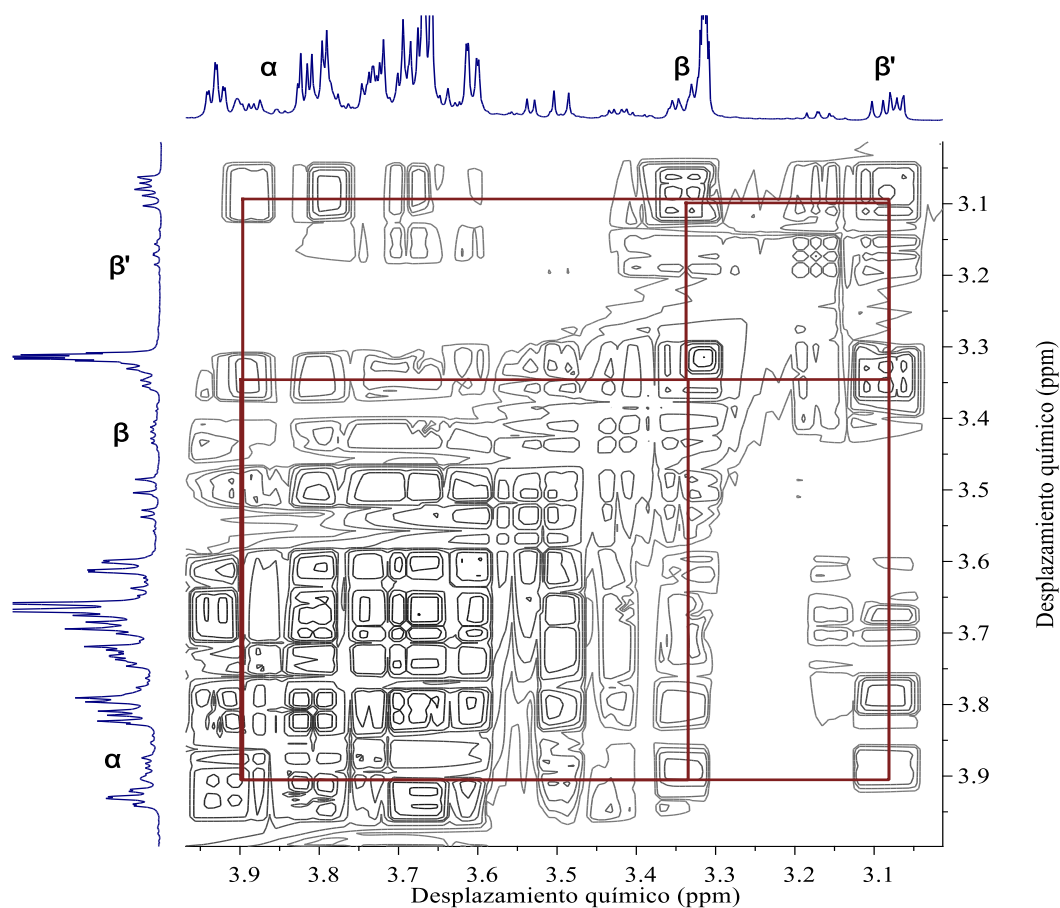 α β β'
β'
β
α
3.1
3.2
3.3
3.4
3.5
3.6
3.7
3.8
3.9
Desplazamiento químico (ppm)
3.9 3.8 3.7 3.6 3.5 3.4 3.3 3.2 3.1
Desplazamiento químico (ppm)